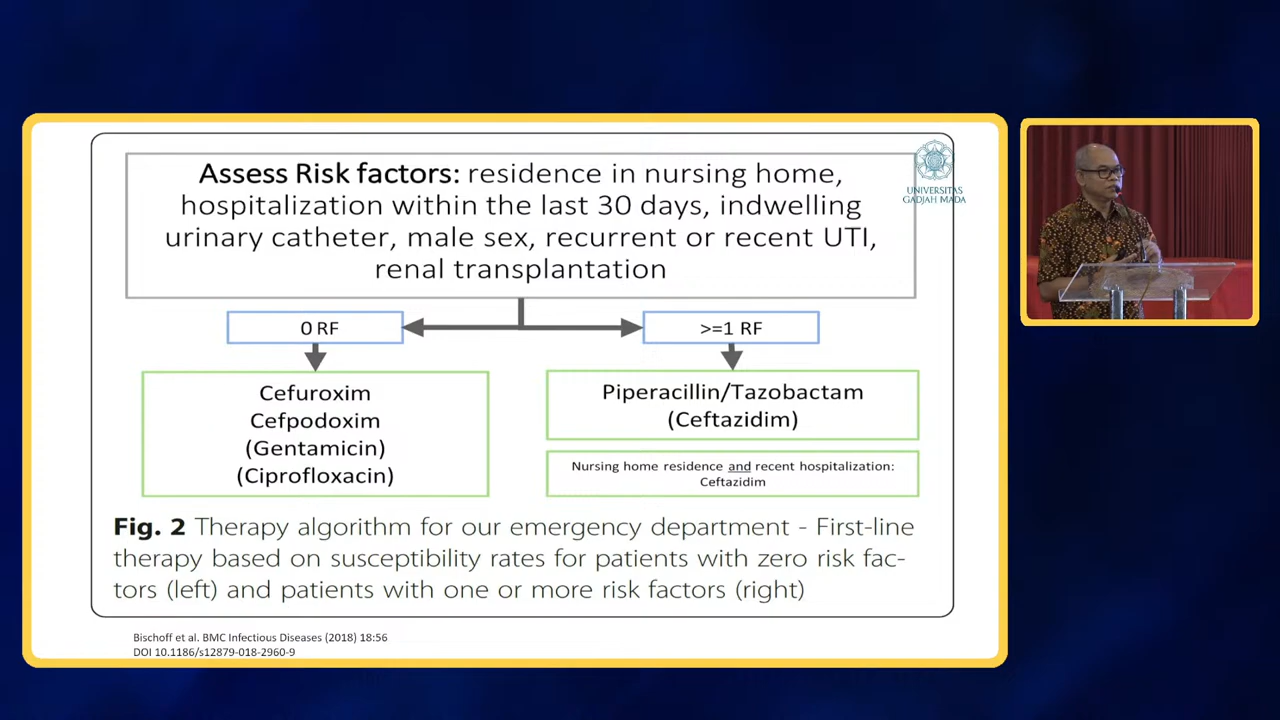 Assess Risk factors: residence in nursing home,
hospitalization within the last 30 days, indwelling
urinary catheter, male sex, recurrent or recent UTI,
renal transplantation
UNIVERSITAS
GADJAH MADA
0 RF
>=1 RF
Cefuroxim
Cefpodoxim
(Gentamicin)
(Ciprofloxacin)
Piperacillin/Tazobactam
(Ceftazidim)
Nursing home residence and recent hospitalization:
Ceftazidim
Fig. 2 Therapy algorithm for our emergency department - First-line
therapy based on susceptibility rates for patients with zero risk fac-
tors (left) and patients with one or more risk factors (right)
Bischoff et al. BMC Infectious Diseases (2018) 18:56
DOI 10.1186/s12879-018-2960-9